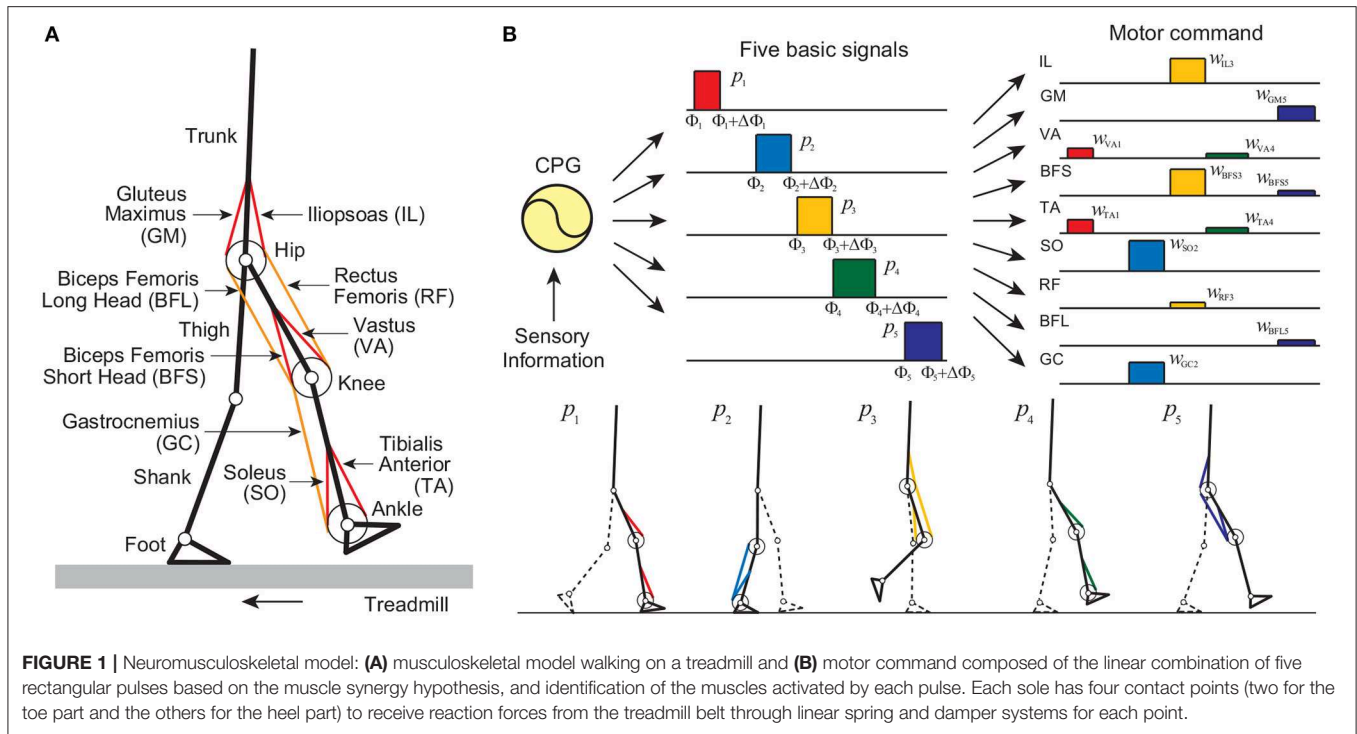 A
Trunk
Gluteus
Maximus
(GM)
Iliopsoas (IL)
Hip
Biceps Femoris
Long Head (BFL)
Rectus
Femoris (RF)
Thigh
Vastus
(VA)
Biceps Femoris
Short Head (BFS)
Knee
Gastrocnemius
(GC)
Tibialis
Anterior
(TA)
Shank
Soleus
(SO)
Ankle
Foot
Treadmill
B
Five basic signals
Motor command
CPG
Sensory
Information
p1
Φ1 Φ1+ΔΦ1
p2
Φ2 Φ2+ΔΦ2
p3
Φ3 Φ3+ΔΦ3
p4
Φ4 Φ4+ΔΦ4
p5
Φ5 Φ5+ΔΦ5
IL wIL3
GM wGM5
VA wVA1 wVA4
BFS wBFS3 wBFS5
TA wTA1 wTA4
SO wSO2
RF wRF3
BFL wBFL5
GC wGC2
p1 p2 p3 p4 p5
FIGURE 1 | Neuromusculoskeletal model: (A) musculoskeletal model walking on a treadmill and (B) motor command composed of the linear combination of five
rectangular pulses based on the muscle synergy hypothesis, and identification of the muscles activated by each pulse. Each sole has four contact points (two for the
toe part and the others for the heel part) to receive reaction forces from the treadmill belt through linear spring and damper systems for each point.